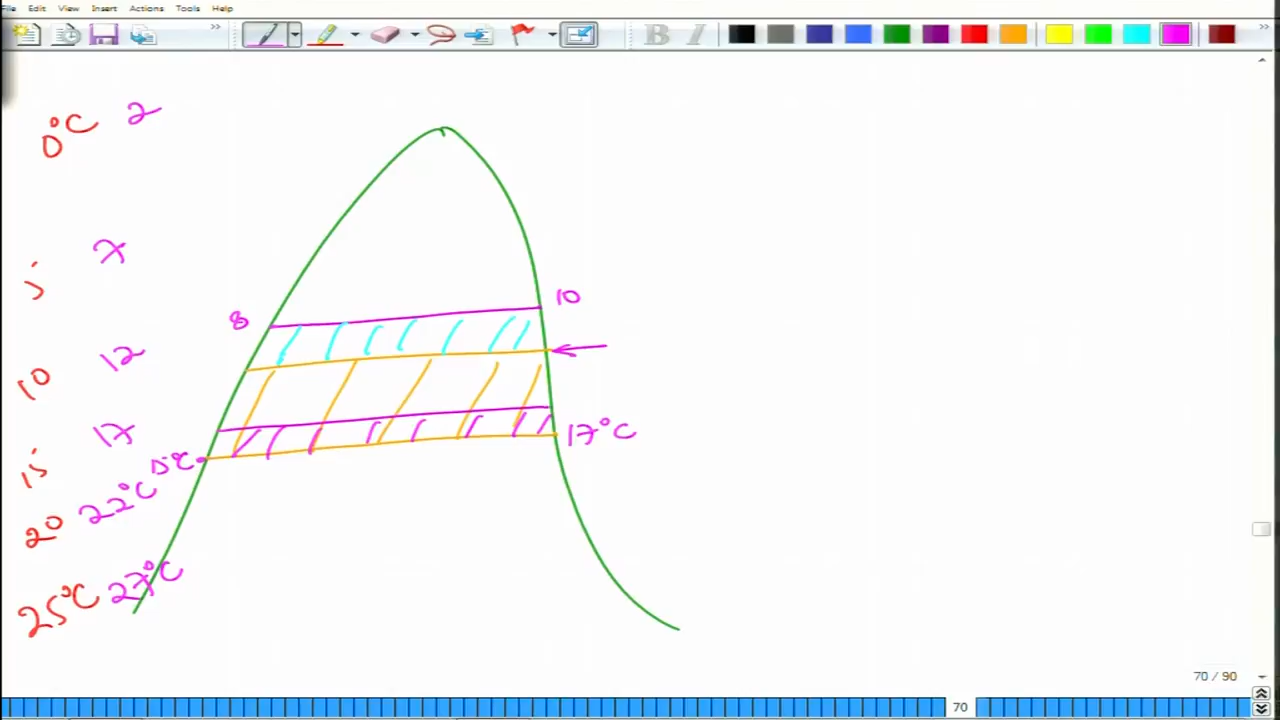 File Edit View Insert Actions Tools Help
B I
0°C 2
7
5
8 10
12
10
17 17°C
15 15°C
22°C
20
27°C
25°C
70 / 90
70